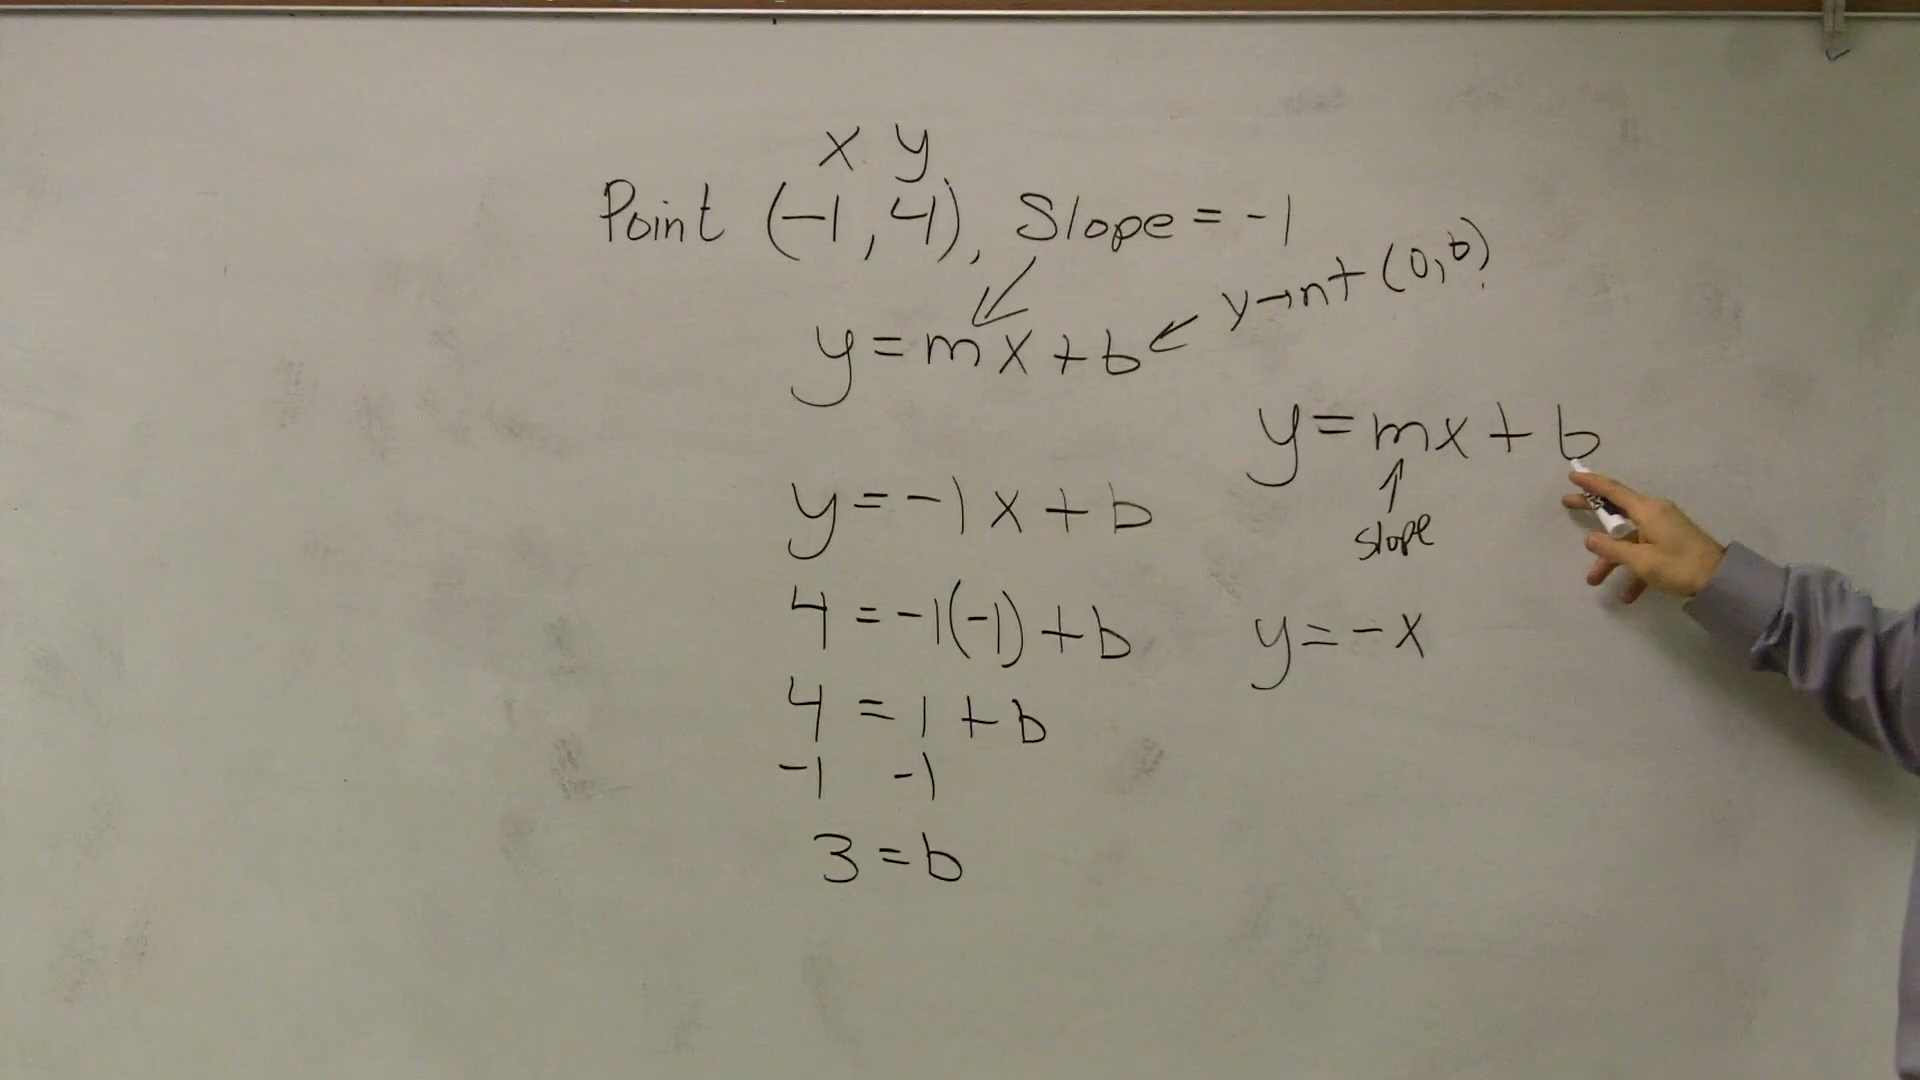 x y
Point (-1, 4), Slope = -1
y-int (0, b)
y = mx + b
y = -1x + b
4 = -1(-1) + b
4 = 1 + b
-1 -1
3 = b
y = mx + b
slope
y = -x